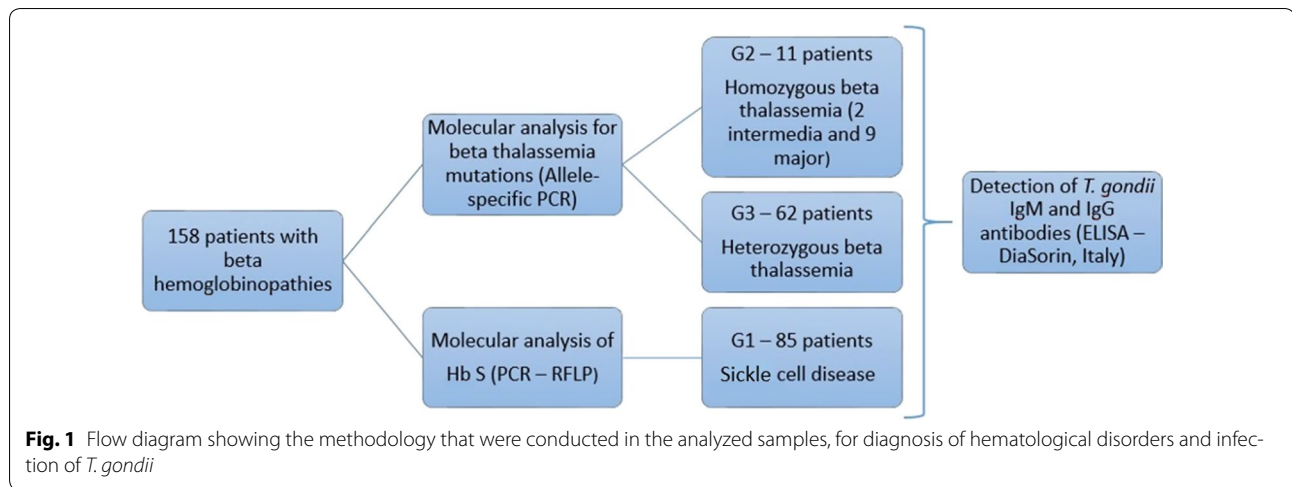 158 patients with
beta
hemoglobinopathies
Molecular analysis for
beta thalassemia
mutations (Allele-
specific PCR)
Molecular analysis of
Hb S (PCR – RFLP)
G2 – 11 patients
Homozygous beta
thalassemia (2
intermedia and 9
major)
G3 – 62 patients
Heterozygous beta
thalassemia
G1 – 85 patients
Sickle cell disease
Detection of T. gondii
IgM and IgG
antibodies (ELISA –
DiaSorin, Italy)
Fig. 1 Flow diagram showing the methodology that were conducted in the analyzed samples, for diagnosis of hematological disorders and infec-
tion of T. gondii